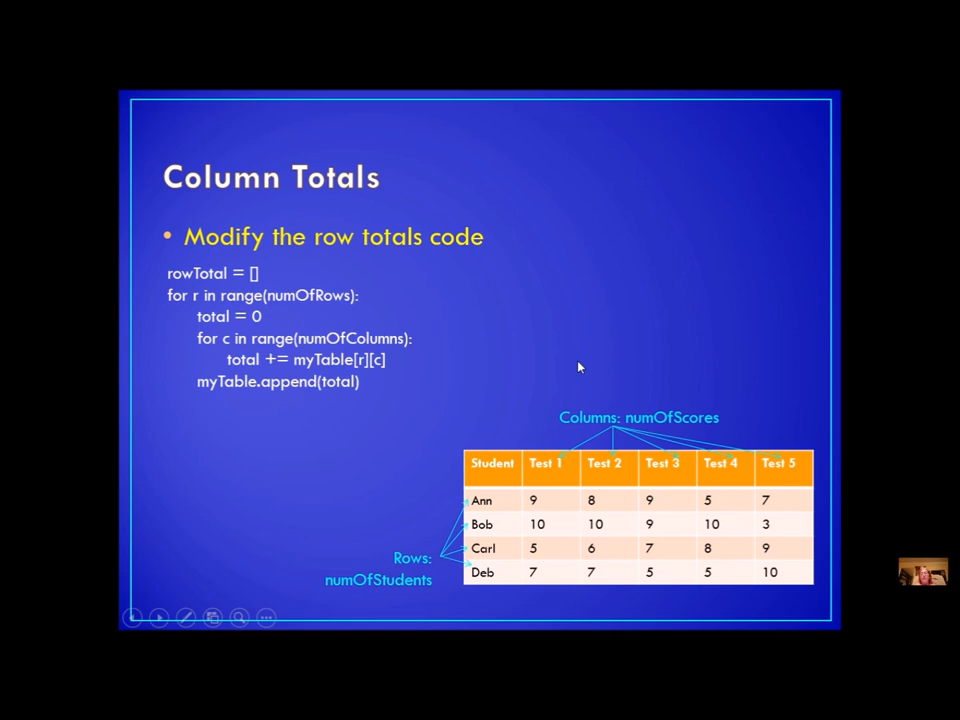 Column Totals
• Modify the row totals code
rowTotal = []
for r in range(numOfRows):
total = 0
for c in range(numOfColumns):
total += myTable[r][c]
myTable.append(total)
Columns: numOfScores
Student Test 1 Test 2 Test 3 Test 4 Test 5
Ann 9 8 9 5 7
Bob 10 10 9 10 3
Carl 5 6 7 8 9
Deb 7 7 5 5 10
Rows:
numOfStudents